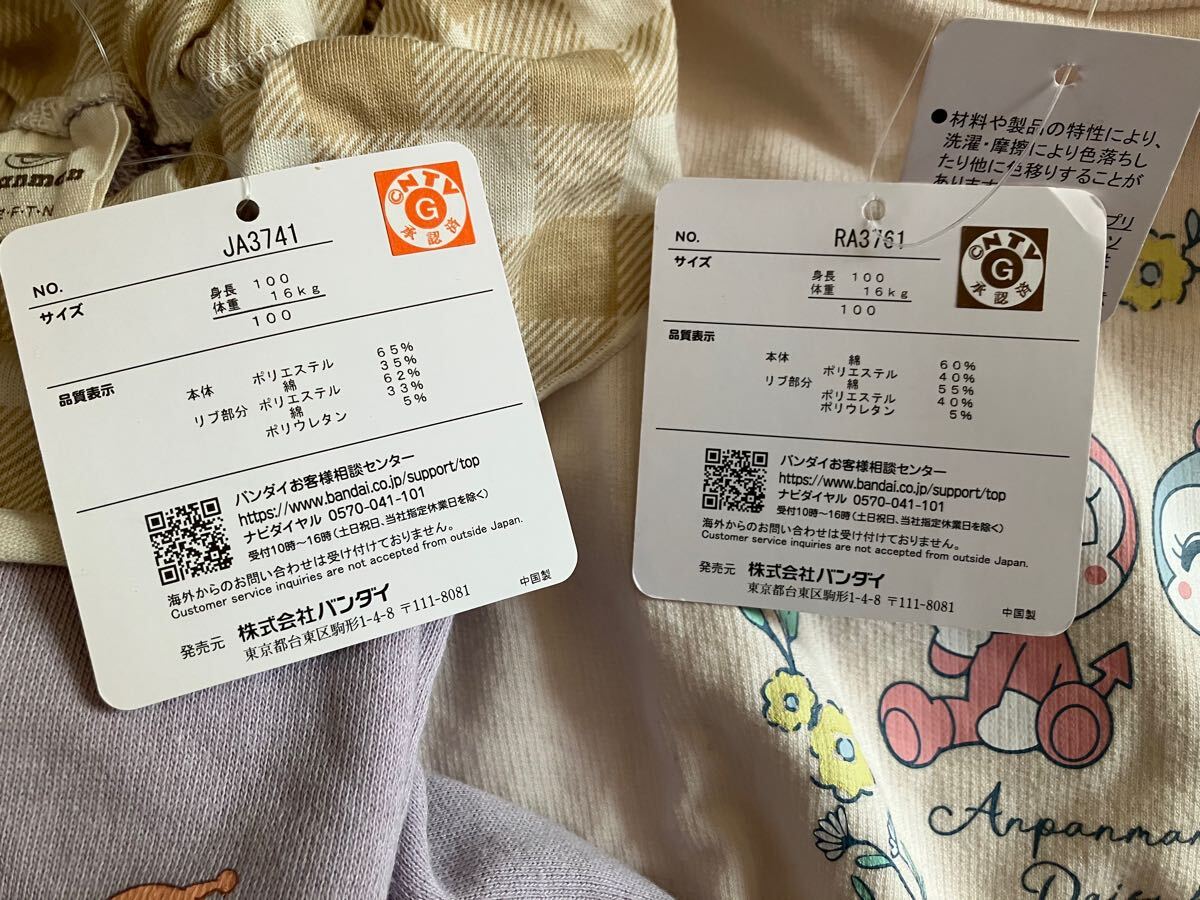 NO. JA3741
サイズ
身長 100
体重 16kg
100
品質表示
本体 ポリエステル 65%
綿 35%
リブ部分 ポリエステル 62%
綿 33%
ポリウレタン 5%
バンダイお客様相談センター
https://www.bandai.co.jp/support/top
ナビダイヤル 0570-041-101
受付10時~16時(土日祝日、当社指定休業日を除く)
海外からのお問い合わせは受け付けておりません。
Customer service inquiries are not accepted from outside Japan.
発売元 株式会社バンダイ
東京都台東区駒形1-4-8 〒111-8081
中国製
CNTV
G
承認済
NO. RA3761
サイズ
身長 100
体重 16kg
100
品質表示
本体 綿 60%
ポリエステル 40%
リブ部分 綿 55%
ポリエステル 40%
ポリウレタン 5%
バンダイお客様相談センター
https://www.bandai.co.jp/support/top
ナビダイヤル 0570-041-101
受付10時~16時(土日祝日、当社指定休業日を除く)
海外からのお問い合わせは受け付けておりません。
Customer service inquiries are not accepted from outside Japan.
発売元 株式会社バンダイ
東京都台東区駒形1-4-8 〒111-8081
中国製
CNTV
G
承認済
●材料や製品の特性により、
洗濯・摩擦により色落ちし
たり他に色移りすることが
あります
プリ
ソ
Anpanman